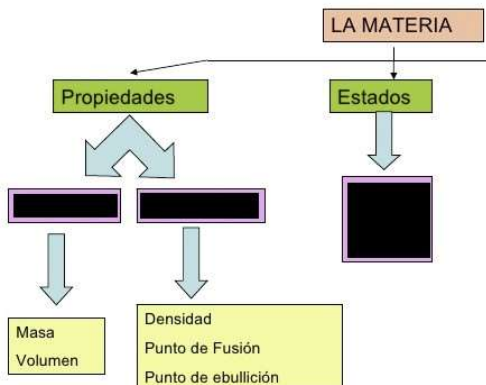 LA MATERIA
Propiedades
Estados
Masa
Volumen
Densidad
Punto de Fusión
Punto de ebullición